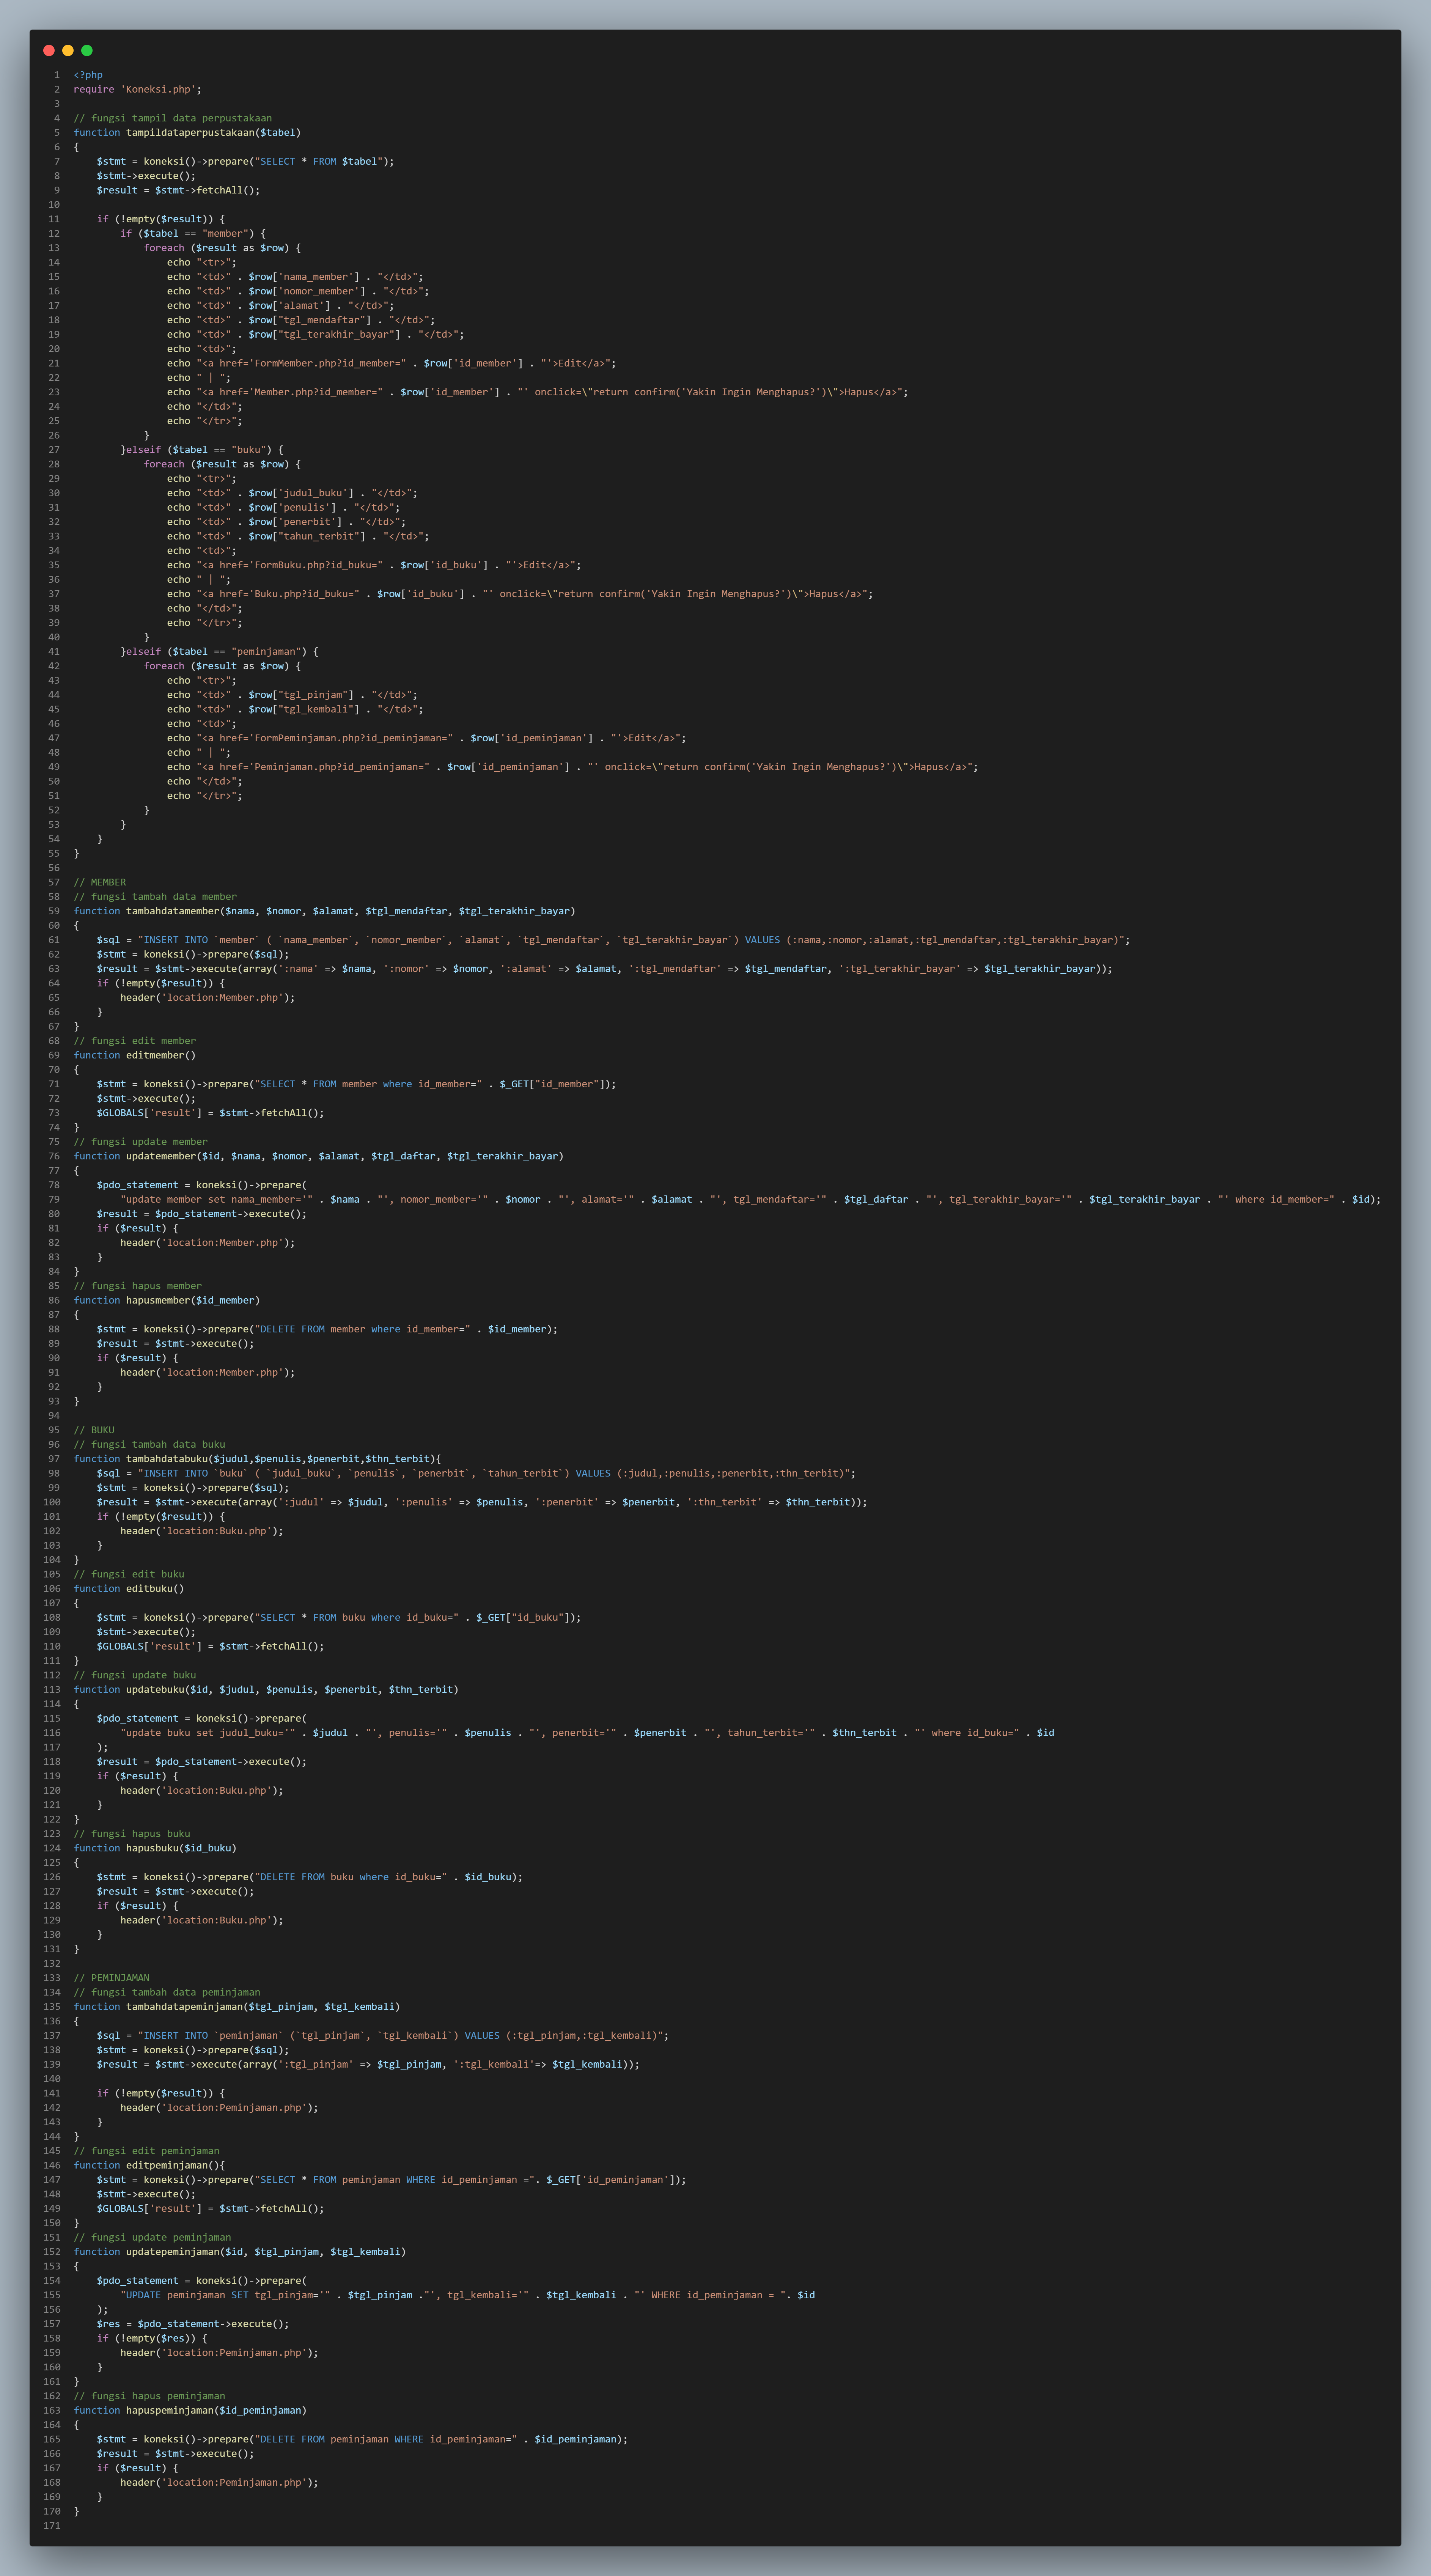 1 <?php
2 require 'Koneksi.php';
3
4 // fungsi tampil data perpustakaan
5 function tampildataperpustakaan($tabel)
6 {
7     $stmt = koneksi()->prepare("SELECT * FROM $tabel");
8     $stmt->execute();
9     $result = $stmt->fetchAll();
10
11     if (!empty($result)) {
12         if ($tabel == "member") {
13             foreach ($result as $row) {
14                 echo "<tr>";
15                 echo "<td>" . $row['nama_member'] . "</td>";
16                 echo "<td>" . $row['nomor_member'] . "</td>";
17                 echo "<td>" . $row['alamat'] . "</td>";
18                 echo "<td>" . $row["tgl_mendaftar"] . "</td>";
19                 echo "<td>" . $row["tgl_terakhir_bayar"] . "</td>";
20                 echo "<td>";
21                 echo "<a href='FormMember.php?id_member=" . $row['id_member'] . "'>Edit</a>";
22                 echo " | ";
23                 echo "<a href='Member.php?id_member=" . $row['id_member'] . "' onclick=\"return confirm('Yakin Ingin Menghapus?')\">Hapus</a>";
24                 echo "</td>";
25                 echo "</tr>";
26             }
27         }elseif ($tabel == "buku") {
28             foreach ($result as $row) {
29                 echo "<tr>";
30                 echo "<td>" . $row['judul_buku'] . "</td>";
31                 echo "<td>" . $row['penulis'] . "</td>";
32                 echo "<td>" . $row['penerbit'] . "</td>";
33                 echo "<td>" . $row["tahun_terbit"] . "</td>";
34                 echo "<td>";
35                 echo "<a href='FormBuku.php?id_buku=" . $row['id_buku'] . "'>Edit</a>";
36                 echo " | ";
37                 echo "<a href='Buku.php?id_buku=" . $row['id_buku'] . "' onclick=\"return confirm('Yakin Ingin Menghapus?')\">Hapus</a>";
38                 echo "</td>";
39                 echo "</tr>";
40             }
41         }elseif ($tabel == "peminjaman") {
42             foreach ($result as $row) {
43                 echo "<tr>";
44                 echo "<td>" . $row["tgl_pinjam"] . "</td>";
45                 echo "<td>" . $row["tgl_kembali"] . "</td>";
46                 echo "<td>";
47                 echo "<a href='FormPeminjaman.php?id_peminjaman=" . $row['id_peminjaman'] . "'>Edit</a>";
48                 echo " | ";
49                 echo "<a href='Peminjaman.php?id_peminjaman=" . $row['id_peminjaman'] . "' onclick=\"return confirm('Yakin Ingin Menghapus?')\">Hapus</a>";
50                 echo "</td>";
51                 echo "</tr>";
52             }
53         }
54     }
55 }
56
57 // MEMBER
58 // fungsi tambah data member
59 function tambahdatamember($nama, $nomor, $alamat, $tgl_mendaftar, $tgl_terakhir_bayar)
60 {
61     $sql = "INSERT INTO `member` ( `nama_member`, `nomor_member`, `alamat`, `tgl_mendaftar`, `tgl_terakhir_bayar`) VALUES (:nama,:nomor,:alamat,:tgl_mendaftar,:tgl_terakhir_bayar)";
62     $stmt = koneksi()->prepare($sql);
63     $result = $stmt->execute(array(':nama' => $nama, ':nomor' => $nomor, ':alamat' => $alamat, ':tgl_mendaftar' => $tgl_mendaftar, ':tgl_terakhir_bayar' => $tgl_terakhir_bayar));
64     if (!empty($result)) {
65         header('location:Member.php');
66     }
67 }
68 // fungsi edit member
69 function editmember()
70 {
71     $stmt = koneksi()->prepare("SELECT * FROM member where id_member=" . $_GET["id_member"]);
72     $stmt->execute();
73     $GLOBALS['result'] = $stmt->fetchAll();
74 }
75 // fungsi update member
76 function updatemember($id, $nama, $nomor, $alamat, $tgl_daftar, $tgl_terakhir_bayar)
77 {
78     $pdo_statement = koneksi()->prepare(
79         "update member set nama_member='" . $nama . "', nomor_member='" . $nomor . "', alamat='" . $alamat . "', tgl_mendaftar='" . $tgl_daftar . "', tgl_terakhir_bayar='" . $tgl_terakhir_bayar . "' where id_member=" . $id);
80     $result = $pdo_statement->execute();
81     if ($result) {
82         header('location:Member.php');
83     }
84 }
85 // fungsi hapus member
86 function hapusmember($id_member)
87 {
88     $stmt = koneksi()->prepare("DELETE FROM member where id_member=" . $id_member);
89     $result = $stmt->execute();
90     if ($result) {
91         header('location:Member.php');
92     }
93 }
94
95 // BUKU
96 // fungsi tambah data buku
97 function tambahdatabuku($judul,$penulis,$penerbit,$thn_terbit){
98     $sql = "INSERT INTO `buku` ( `judul_buku`, `penulis`, `penerbit`, `tahun_terbit`) VALUES (:judul,:penulis,:penerbit,:thn_terbit)";
99     $stmt = koneksi()->prepare($sql);
100     $result = $stmt->execute(array(':judul' => $judul, ':penulis' => $penulis, ':penerbit' => $penerbit, ':thn_terbit' => $thn_terbit));
101     if (!empty($result)) {
102         header('location:Buku.php');
103     }
104 }
105 // fungsi edit buku
106 function editbuku()
107 {
108     $stmt = koneksi()->prepare("SELECT * FROM buku where id_buku=" . $_GET["id_buku"]);
109     $stmt->execute();
110     $GLOBALS['result'] = $stmt->fetchAll();
111 }
112 // fungsi update buku
113 function updatebuku($id, $judul, $penulis, $penerbit, $thn_terbit)
114 {
115     $pdo_statement = koneksi()->prepare(
116         "update buku set judul_buku='" . $judul . "', penulis='" . $penulis . "', penerbit='" . $penerbit . "', tahun_terbit='" . $thn_terbit . "' where id_buku=" . $id
117     );
118     $result = $pdo_statement->execute();
119     if ($result) {
120         header('location:Buku.php');
121     }
122 }
123 // fungsi hapus buku
124 function hapusbuku($id_buku)
125 {
126     $stmt = koneksi()->prepare("DELETE FROM buku where id_buku=" . $id_buku);
127     $result = $stmt->execute();
128     if ($result) {
129         header('location:Buku.php');
130     }
131 }
132
133 // PEMINJAMAN
134 // fungsi tambah data peminjaman
135 function tambahdatapeminjaman($tgl_pinjam, $tgl_kembali)
136 {
137     $sql = "INSERT INTO `peminjaman` (`tgl_pinjam`, `tgl_kembali`) VALUES (:tgl_pinjam,:tgl_kembali)";
138     $stmt = koneksi()->prepare($sql);
139     $result = $stmt->execute(array(':tgl_pinjam' => $tgl_pinjam, ':tgl_kembali'=> $tgl_kembali));
140
141     if (!empty($result)) {
142         header('location:Peminjaman.php');
143     }
144 }
145 // fungsi edit peminjaman
146 function editpeminjaman(){
147     $stmt = koneksi()->prepare("SELECT * FROM peminjaman WHERE id_peminjaman =". $_GET['id_peminjaman']);
148     $stmt->execute();
149     $GLOBALS['result'] = $stmt->fetchAll();
150 }
151 // fungsi update peminjaman
152 function updatepeminjaman($id, $tgl_pinjam, $tgl_kembali)
153 {
154     $pdo_statement = koneksi()->prepare(
155         "UPDATE peminjaman SET tgl_pinjam='" . $tgl_pinjam ."', tgl_kembali='" . $tgl_kembali . "' WHERE id_peminjaman = ". $id
156     );
157     $res = $pdo_statement->execute();
158     if (!empty($res)) {
159         header('location:Peminjaman.php');
160     }
161 }
162 // fungsi hapus peminjaman
163 function hapuspeminjaman($id_peminjaman)
164 {
165     $stmt = koneksi()->prepare("DELETE FROM peminjaman WHERE id_peminjaman=" . $id_peminjaman);
166     $result = $stmt->execute();
167     if ($result) {
168         header('location:Peminjaman.php');
169     }
170 }
171